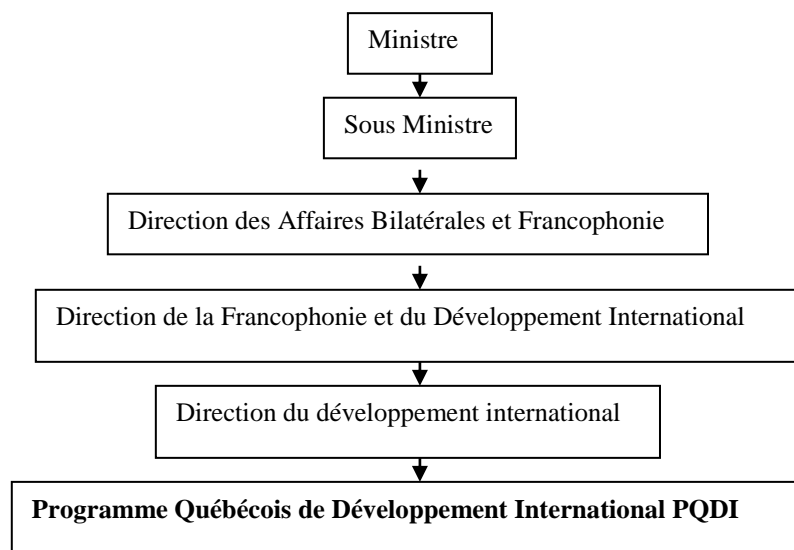 Ministre
Sous Ministre
Direction des Affaires Bilatérales et Francophonie
Direction de la Francophonie et du Développement International
Direction du développement international
Programme Québécois de Développement International PQDI